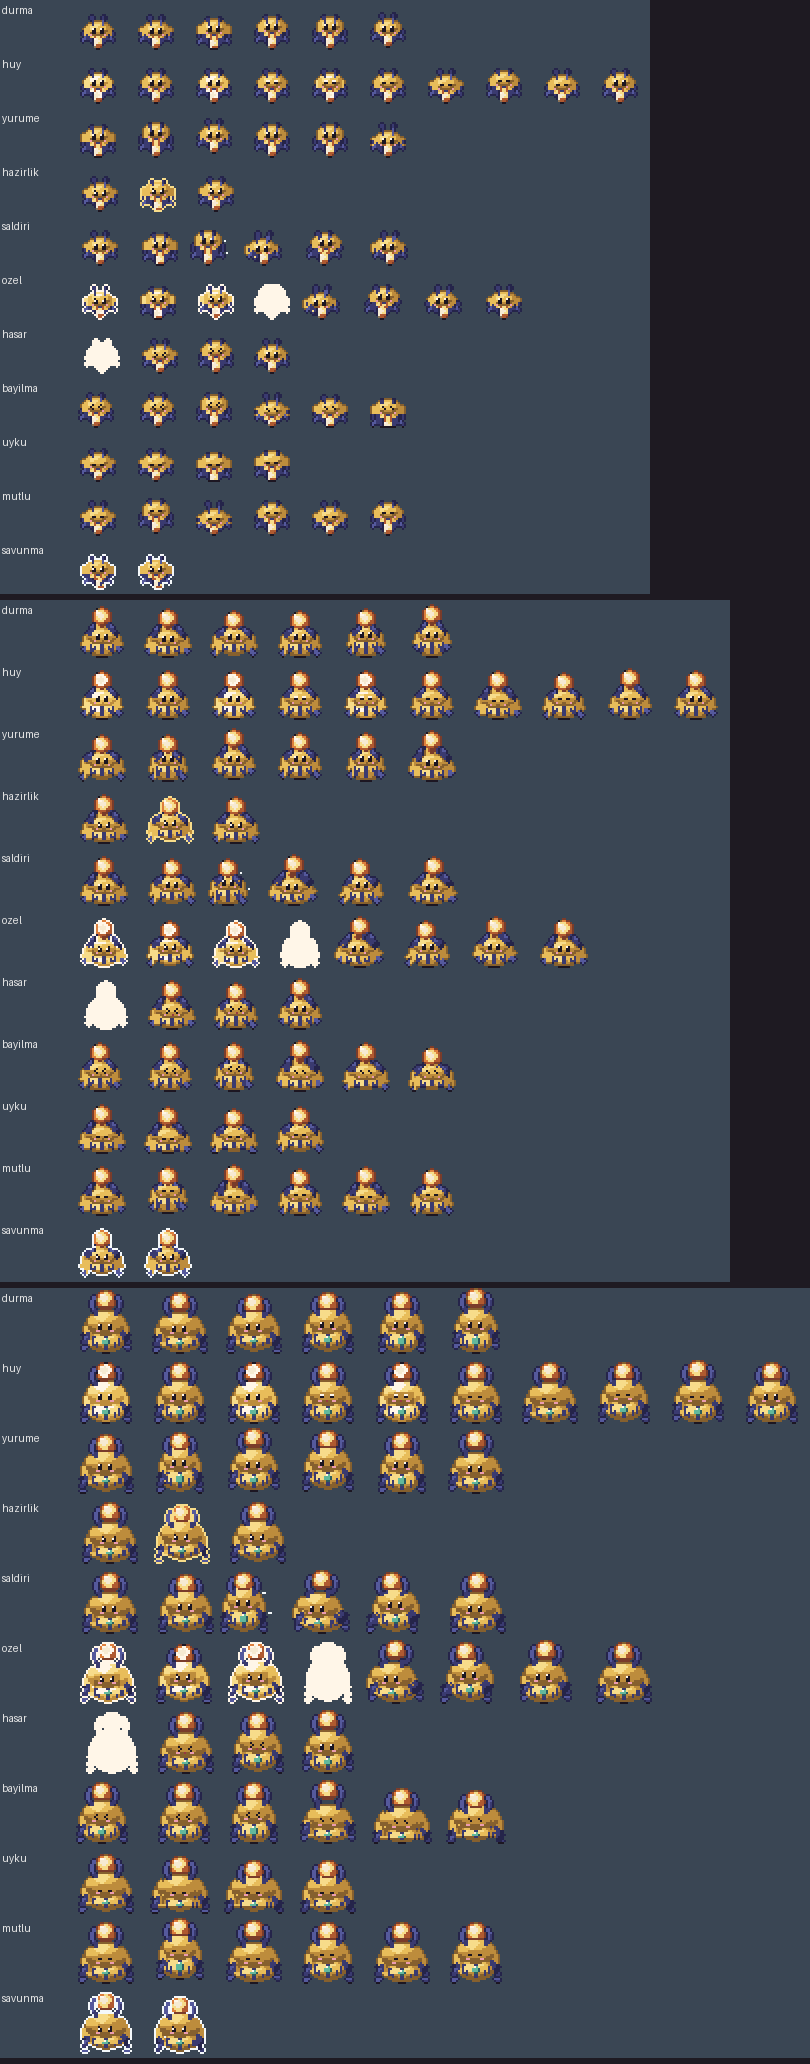 durma
huy
yurume
hazirlik
saldiri
ozel
hasar
bayilma
uyku
mutlu
savunma
durma
huy
yurume
hazirlik
saldiri
ozel
hasar
bayilma
uyku
mutlu
savunma
durma
huy
yurume
hazirlik
saldiri
ozel
hasar
bayilma
uyku
mutlu
savunma